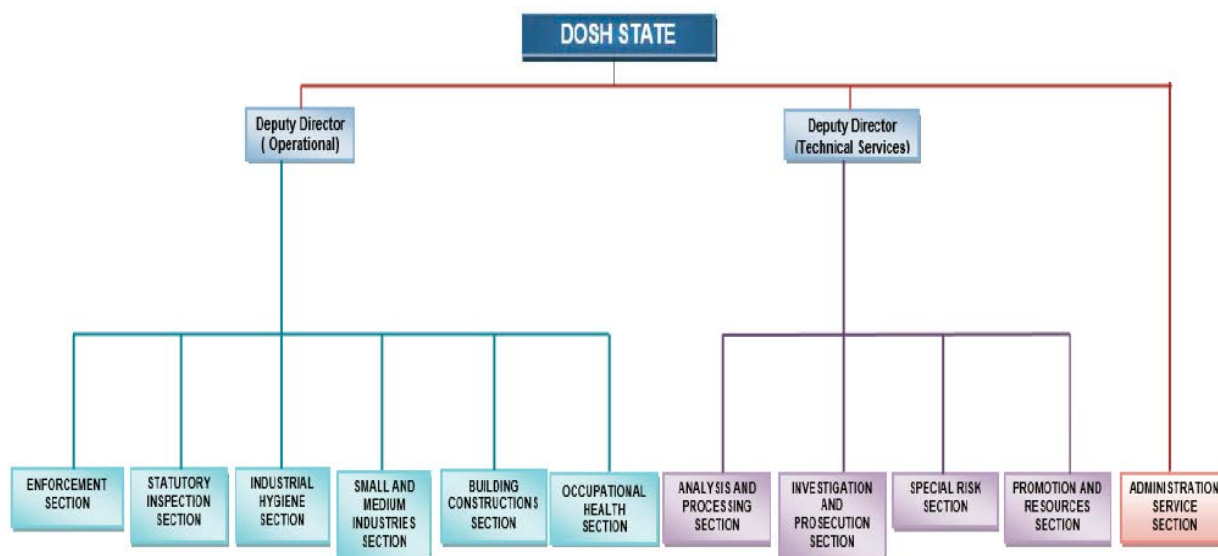 DOSH STATE
Deputy Director
( Operational)
Deputy Director
(Technical Services)
ENFORCEMENT
SECTION
STATUTORY
INSPECTION
SECTION
INDUSTRIAL
HYGIENE
SECTION
SMALL AND
MEDIUM
INDUSTRIES
SECTION
BUILDING
CONSTRUCTIONS
SECTION
OCCUPATIONAL
HEALTH
SECTION
ANALYSIS AND
PROCESSING
SECTION
INVESTIGATION
AND
PROSECUTION
SECTION
SPECIAL RISK
SECTION
PROMOTION AND
RESOURCES
SECTION
ADMINISTRATION
SERVICE
SECTION